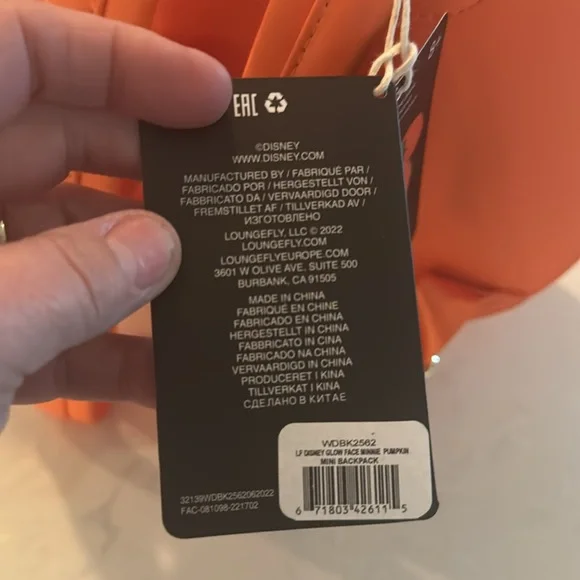 EAC
©DISNEY
WWW.DISNEY.COM
MANUFACTURED BY / FABRIQUÉ PAR /
FABRICADO POR / HERGESTELLT VON /
FABBRICATO DA / VERVAARDIGD DOOR /
FREMSTILLET AF / TILLVERKAD AV /
ИЗГОТОВЛЕНО
LOUNGEFLY, LLC © 2022
LOUNGEFLY.COM
LOUNGEFLYEUROPE.COM
3601 W OLIVE AVE. SUITE 500
BURBANK, CA 91505
MADE IN CHINA
FABRIQUÉ EN CHINE
FABRICADO EN CHINA
HERGESTELLT IN CHINA
FABBRICATO IN CINA
FABRICADO NA CHINA
VERVAARDIGD IN CHINA
PRODUCERET I KINA
TILLVERKAT I KINA
СДЕЛАНО В КИТАЕ
WDBK2562
LF DISNEY GLOW FACE MINNIE PUMPKIN
MINI BACKPACK
6 71803 42611 5
32139WDBK2562062022
FAC-081098-221702